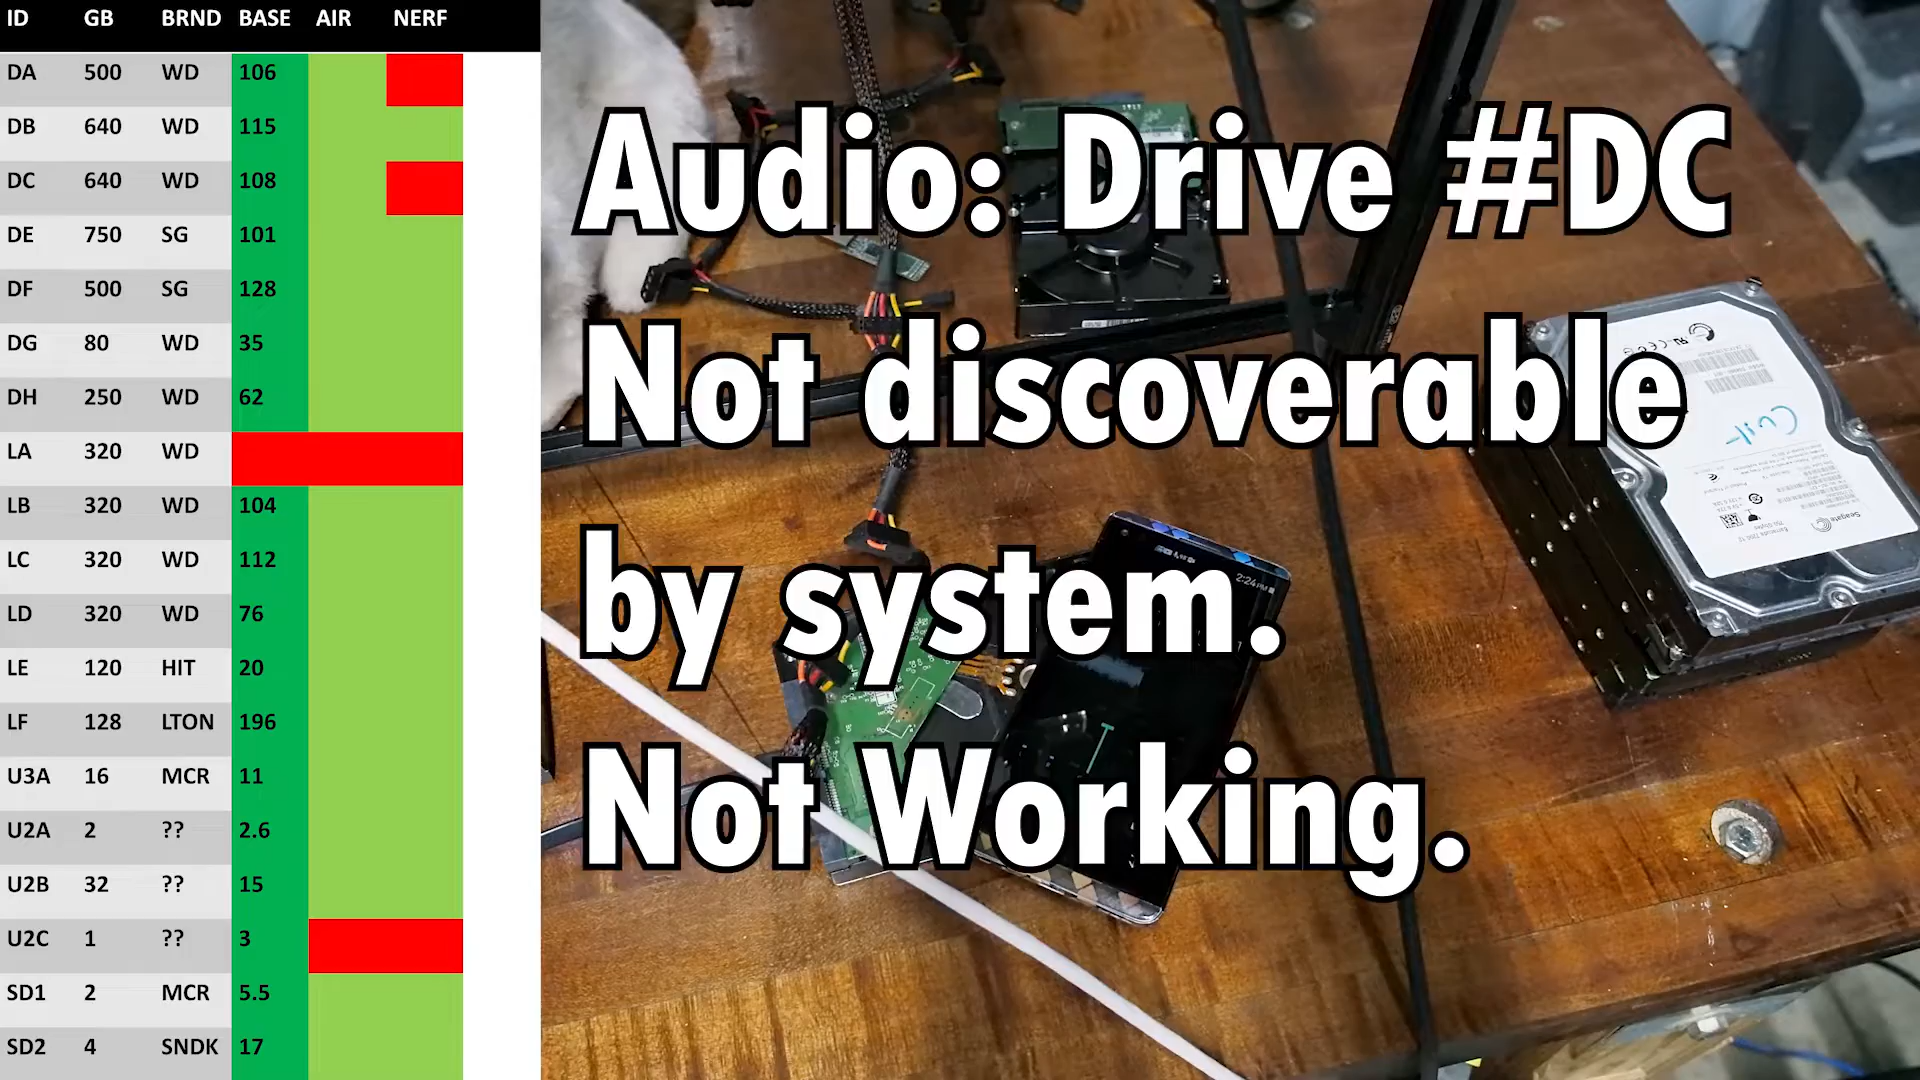 ID GB BRND BASE AIR NERF
DA 500 WD 106
DB 640 WD 115
DC 640 WD 108
DE 750 SG 101
DF 500 SG 128
DG 80 WD 35
DH 250 WD 62
LA 320 WD
LB 320 WD 104
LC 320 WD 112
LD 320 WD 76
LE 120 HIT 20
LF 128 LTON 196
U3A 16 MCR 11
U2A 2 ?? 2.6
U2B 32 ?? 15
U2C 1 ?? 3
SD1 2 MCR 5.5
SD2 4 SNDK 17
Audio: Drive #DC
Not discoverable
by system.
Not Working.
2:24 PM
Seagate